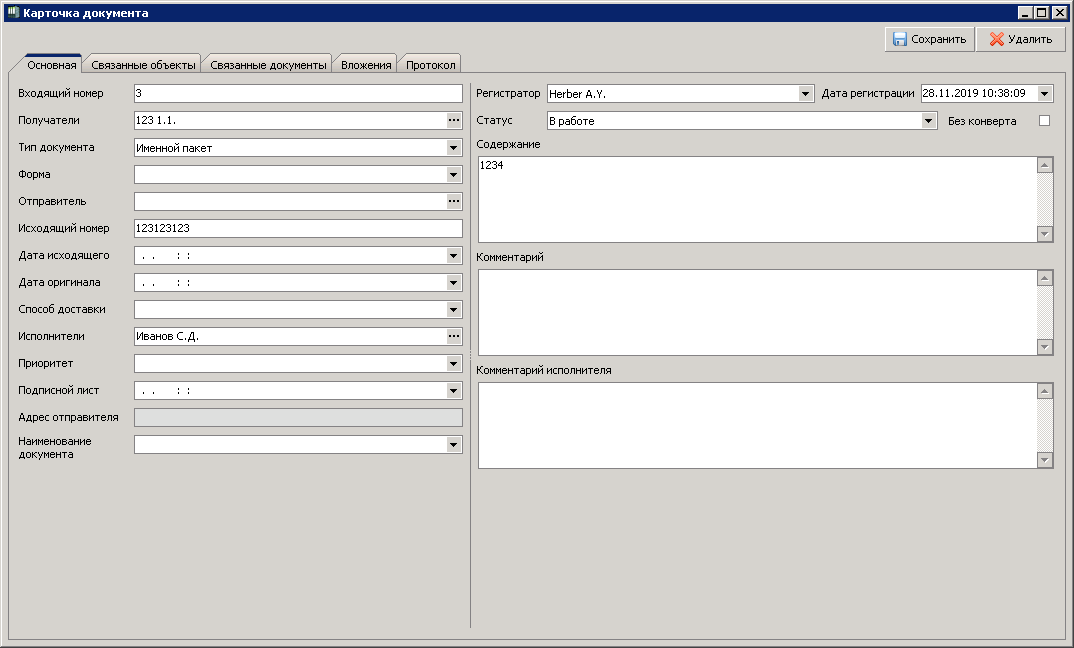 Карточка документа
Сохранить
Удалить
Основная
Связанные объекты
Связанные документы
Вложения
Протокол
Входящий номер 3
Получатели 123 1.1. ...
Тип документа Именной пакет
Форма
Отправитель ...
Исходящий номер 123123123
Дата исходящего . . : :
Дата оригинала . . : :
Способ доставки
Исполнители Иванов С.Д. ...
Приоритет
Подписной лист . . : :
Адрес отправителя
Наименование
документа
Регистратор Herber A.Y. Дата регистрации 28.11.2019 10:38:09
Статус В работе Без конверта
Содержание
1234
Комментарий
Комментарий исполнителя